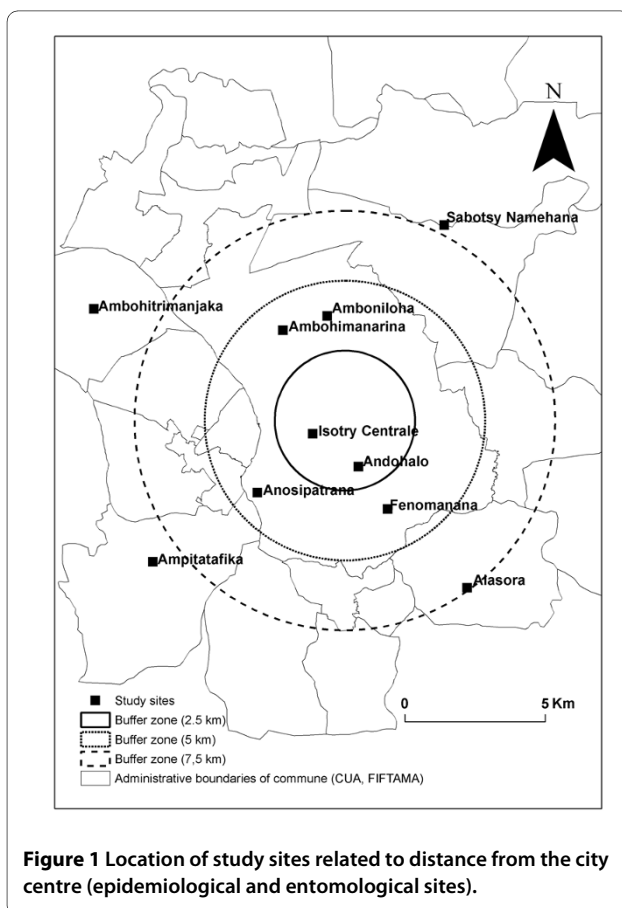 N
Sabotsy Namehana
Ambohitrimanjaka
Amboniloha
Ambohimanarina
Isotry Centrale
Andohalo
Anosipatrana
Fenomanana
Ampitatafika
Alasora
Study sites
Buffer zone (2.5 km)
Buffer zone (5 km)
Buffer zone (7,5 km)
Administrative boundaries of commune (CUA, FIFTAMA)
0 5 Km
Figure 1 Location of study sites related to distance from the city
centre (epidemiological and entomological sites).